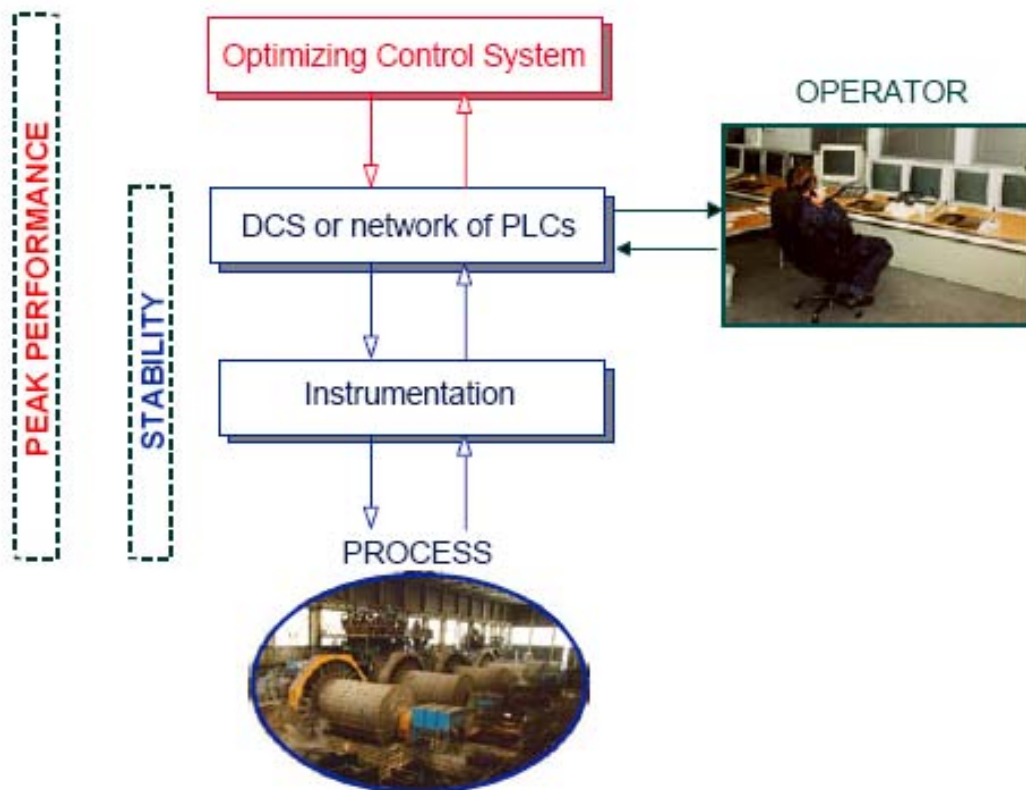 Optimizing Control System
OPERATOR
DCS or network of PLCs
PEAK PERFORMANCE
STABILITY
Instrumentation
PROCESS